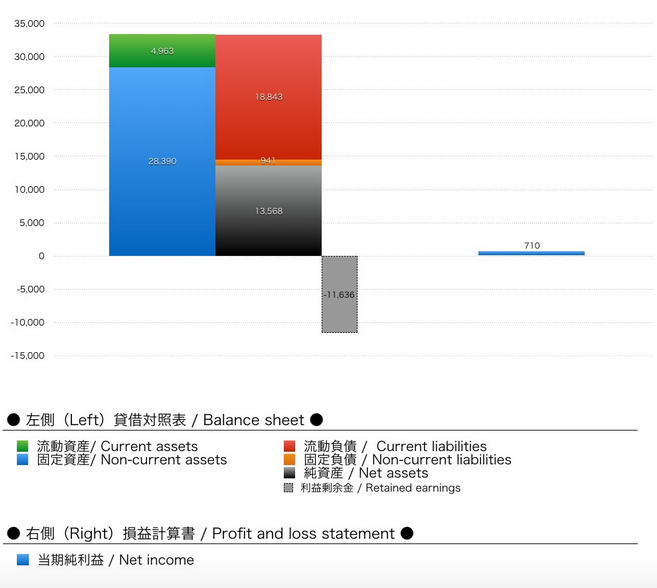 35,000
30,000
25,000
20,000
15,000
10,000
5,000
0
-5,000
-10,000
-15,000
4,963
28,390
18,843
941
13,568
-11,636
710
● 左側（Left）貸借対照表 / Balance sheet ●
流動資産/ Current assets
固定資産/ Non-current assets
流動負債 / Current liabilities
固定負債 / Non-current liabilities
純資産 / Net assets
利益剰余金 / Retained earnings
● 右側（Right）損益計算書 / Profit and loss statement ●
当期純利益 / Net income